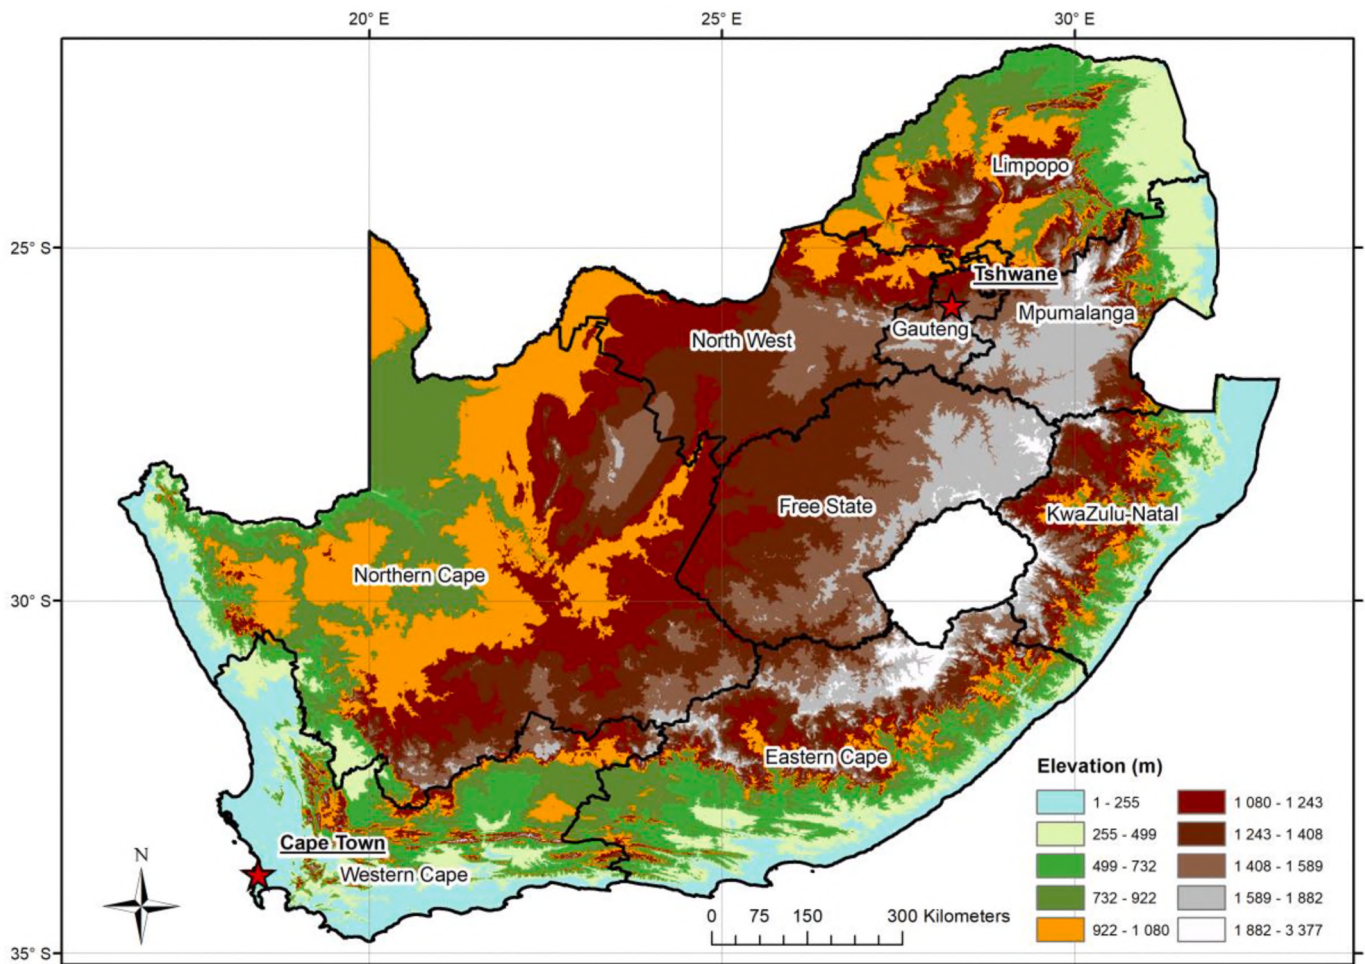 20° E
25° E
30° E
Limpopo
25° S
Tshwane
Mpumalanga
Gauteng
North West
Free State
KwaZulu-Natal
Northern Cape
30° S
Eastern Cape
Elevation (m)
1 - 255
1 080 - 1 243
255 - 499
1 243 - 1 408
499 - 732
1 408 - 1 589
732 - 922
1 589 - 1 882
922 - 1 080
1 882 - 3 377
Cape Town
Western Cape
N
0 75 150 300 Kilometers
35° S